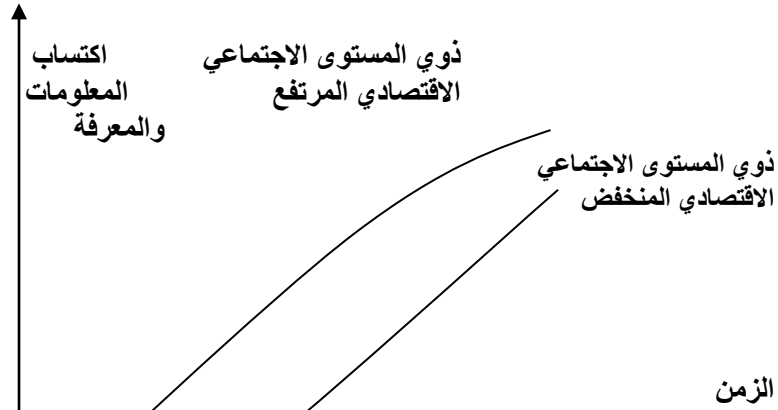 اكتساب
المعلومات
والمعرفة
ذوي المستوى الاجتماعي
الاقتصادي المرتفع
ذوي المستوى الاجتماعي
الاقتصادي المنخفض
الزمن